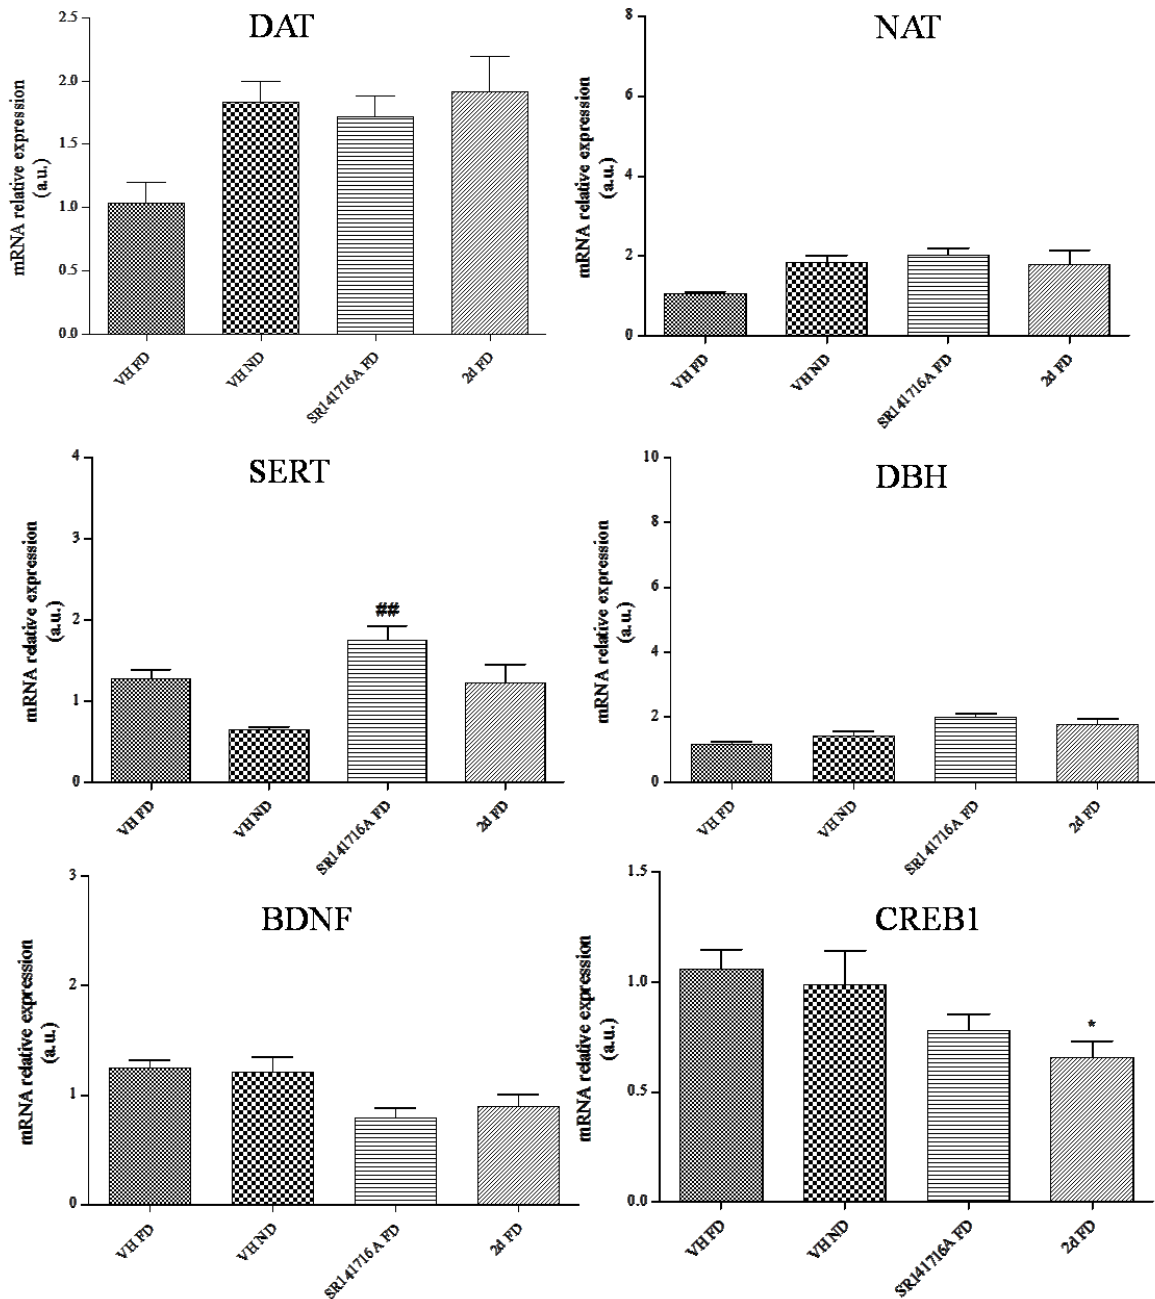 DAT
mRNA relative expression
(a.u.)
2.5
2.0
1.5
1.0
0.5
0.0
VH FD
VH ND
SR141716A FD
2d FD
NAT
mRNA relative expression
(a.u.)
8
6
4
2
0
VH FD
VH ND
SR141716A FD
2d FD
SERT
mRNA relative expression
(a.u.)
4
3
2
1
0
##
VH FD
VH ND
SR141716A FD
2d FD
DBH
mRNA relative expression
(a.u.)
10
8
6
4
2
0
VH FD
VH ND
SR141716A FD
2d FD
BDNF
mRNA relative expression
(a.u.)
3
2
1
0
VH FD
VH ND
SR141716A FD
2d FD
CREB1
mRNA relative expression
(a.u.)
1.5
1.0
0.5
0.0
*
VH FD
VH ND
SR141716A FD
2d FD